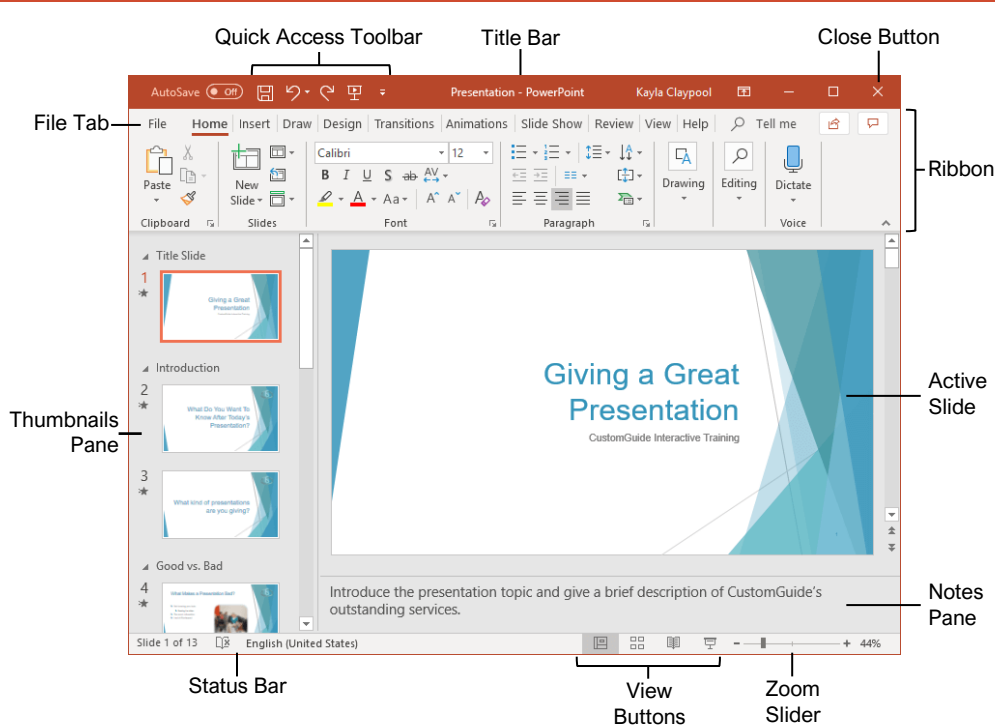 Quick Access Toolbar
Title Bar
Close Button
AutoSave Off
Presentation - PowerPoint
Kayla Claypool
File Tab
File Home Insert Draw Design Transitions Animations Slide Show Review View Help Tell me
Ribbon
Calibri 12
Paste
New
Slide
B I U S ab AV
A Aa A A A
Drawing
Editing
Dictate
Clipboard Slides Font Paragraph Voice
Title Slide
1
Giving a Great
Presentation
Introduction
2
What Do You Want To
Know After Today's
Presentation?
3
What kind of presentations
are you giving?
Good vs. Bad
4
What Makes a Presentation Bad?
Thumbnails
Pane
Giving a Great
Presentation
CustomGuide Interactive Training
Active
Slide
Introduce the presentation topic and give a brief description of CustomGuide's
outstanding services.
Notes
Pane
Slide 1 of 13 English (United States) 44%
Status Bar
View
Buttons
Zoom
Slider